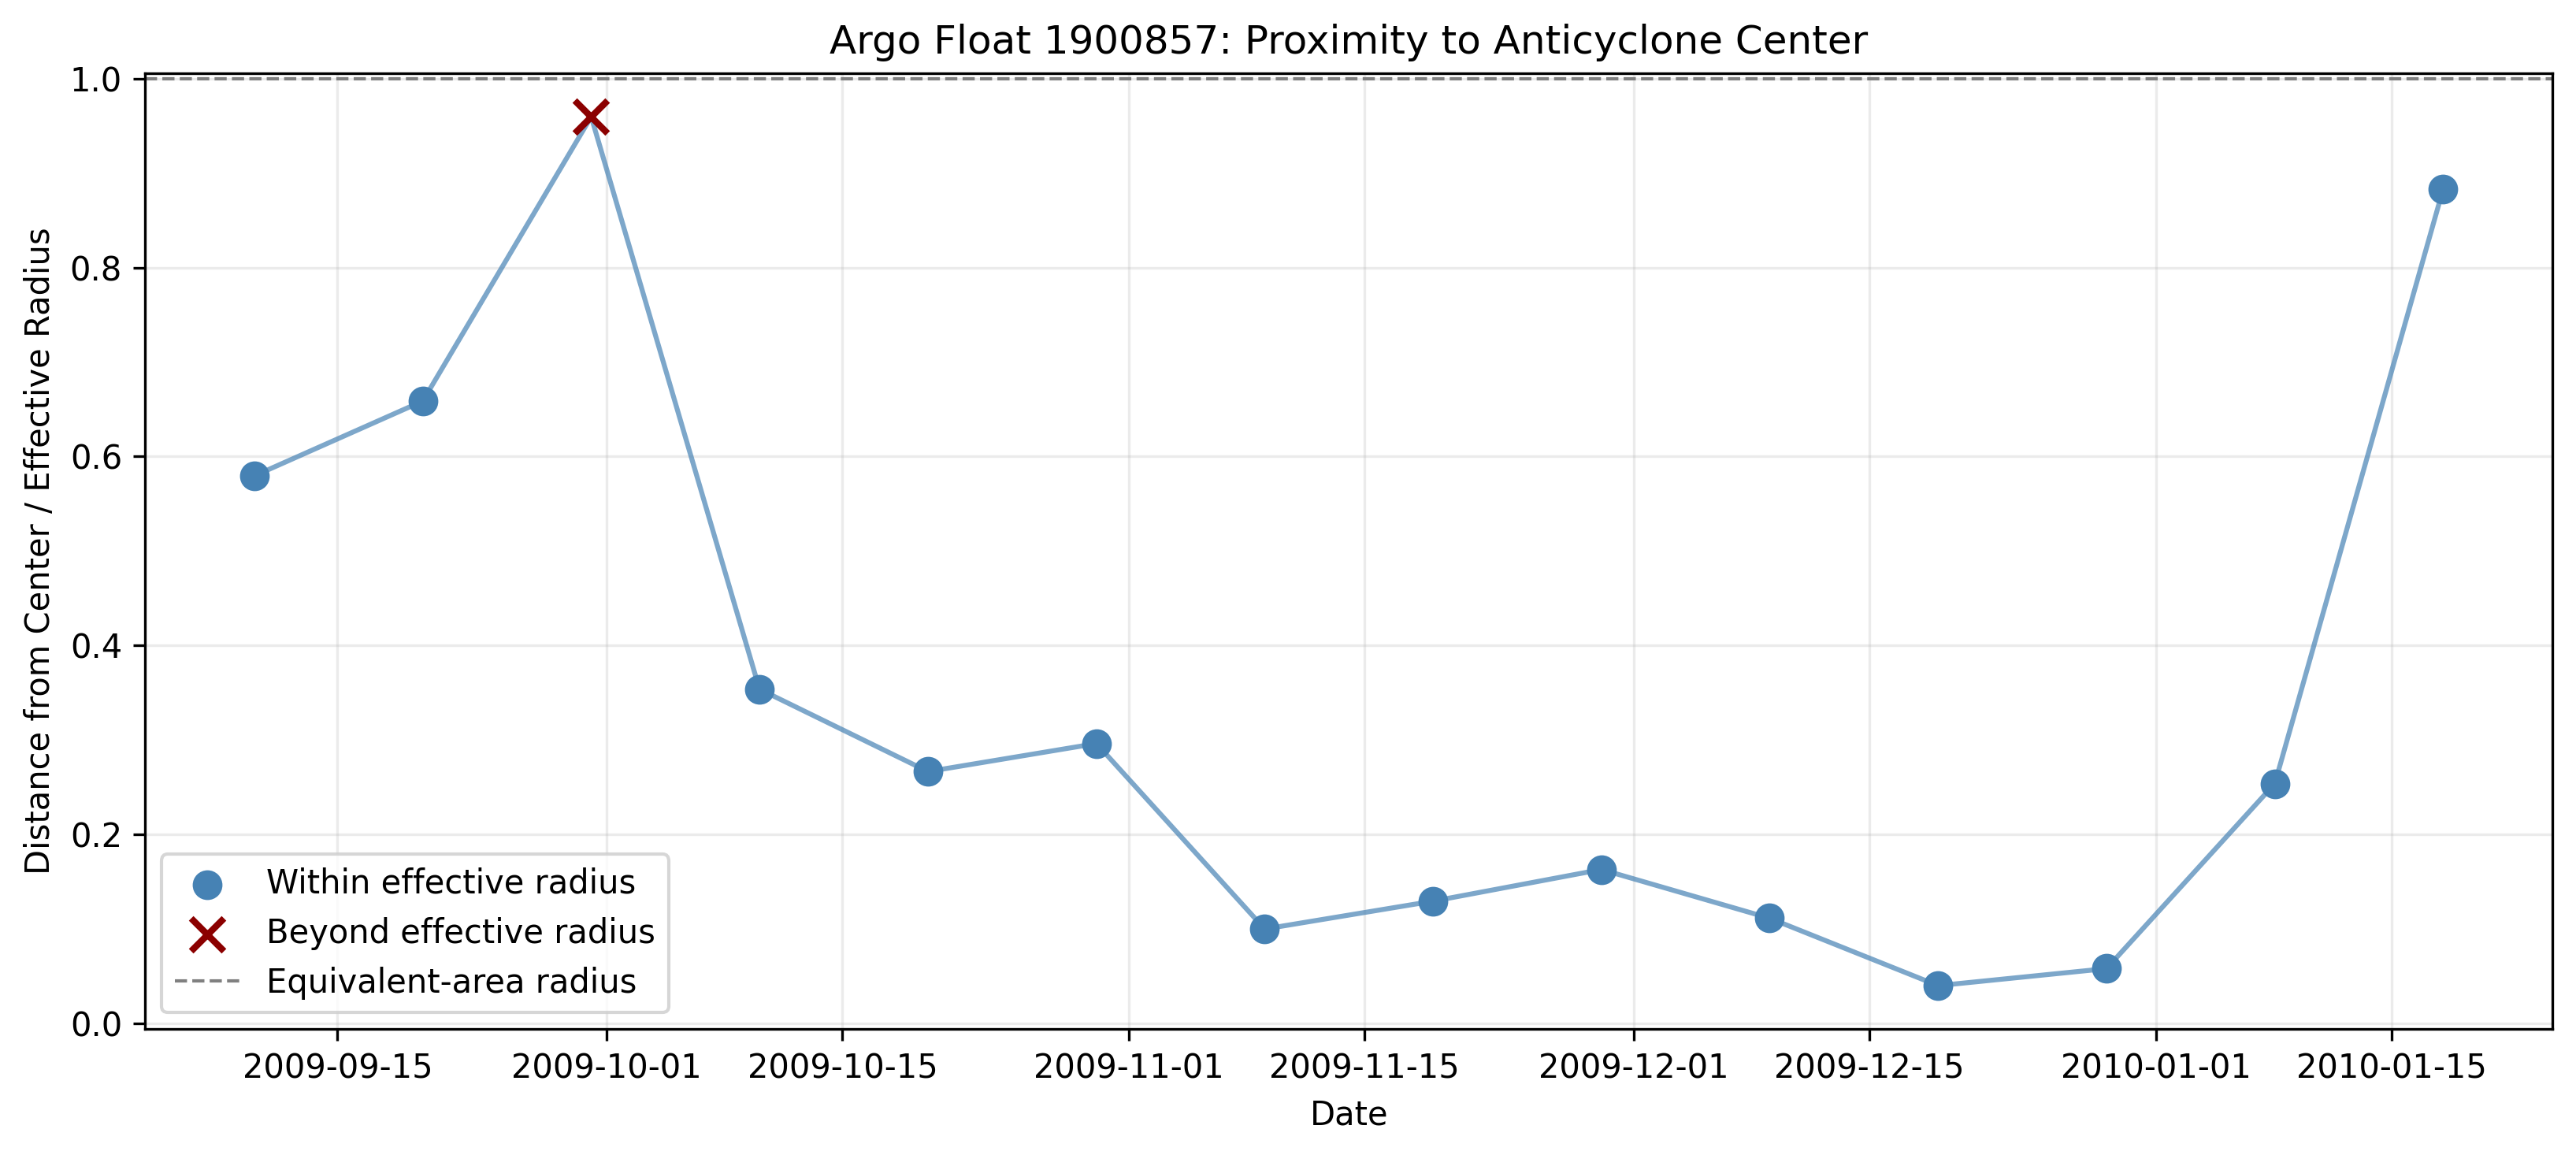 Argo Float 1900857: Proximity to Anticyclone Center
Distance from Center / Effective Radius
1.0
0.8
0.6
0.4
0.2
0.0
Within effective radius
Beyond effective radius
Equivalent-area radius
2009-09-15 2009-10-01 2009-10-15 2009-11-01 2009-11-15 2009-12-01 2009-12-15 2010-01-01 2010-01-15
Date